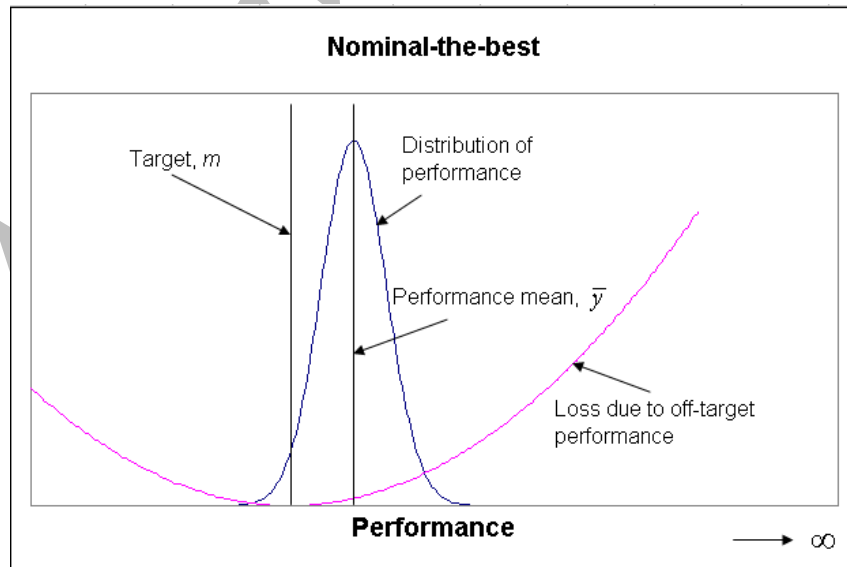 Nominal-the-best
Target, m
Distribution of
performance
Performance mean, ȳ
Loss due to off-target
performance
Performance
∞